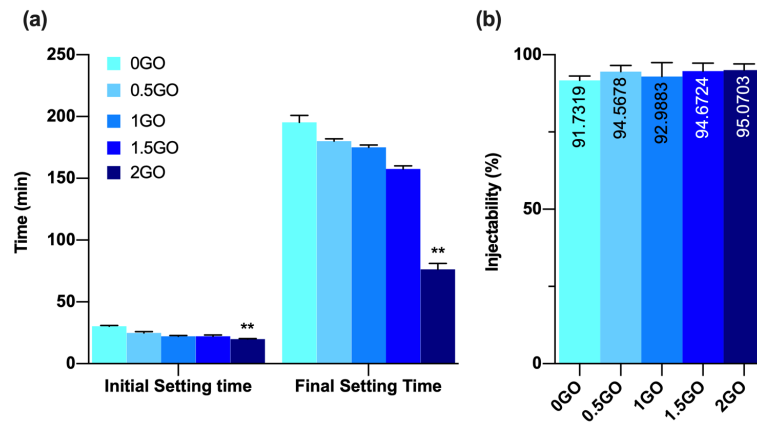 (a)
250
200
150
100
50
0
Time (min)
0GO
0.5GO
1GO
1.5GO
2GO
**
**
Initial Setting time
Final Setting Time
(b)
100
50
0
Injectability (%)
91.7319
94.5678
92.9883
94.6724
95.0703
0GO
0.5GO
1GO
1.5GO
2GO